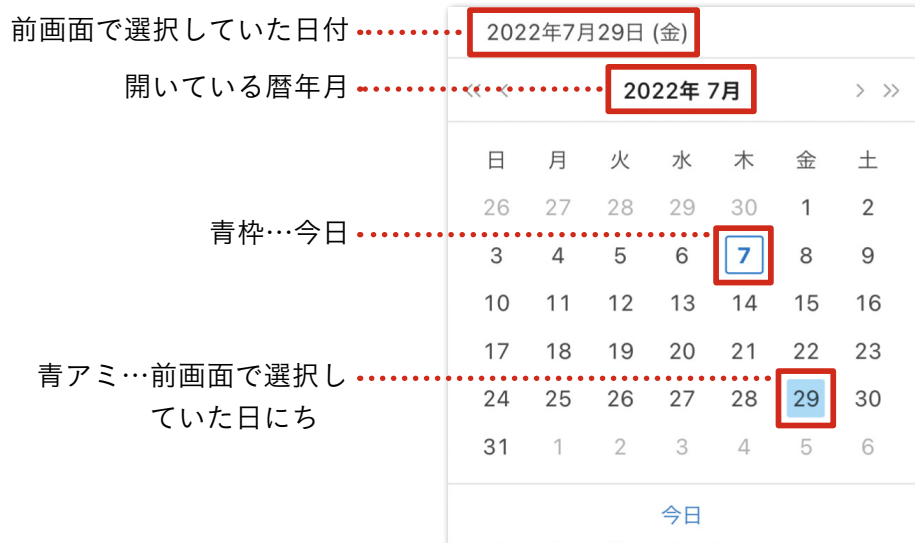 前画面で選択していた日付
2022年7月29日 (金)
開いている暦年月
« ‹ 2022年 7月 › »
日 月 火 水 木 金 土
26 27 28 29 30 1 2
青枠…今日
3 4 5 6 7 8 9
10 11 12 13 14 15 16
17 18 19 20 21 22 23
青アミ…前画面で選択し
ていた日にち
24 25 26 27 28 29 30
31 1 2 3 4 5 6
今日